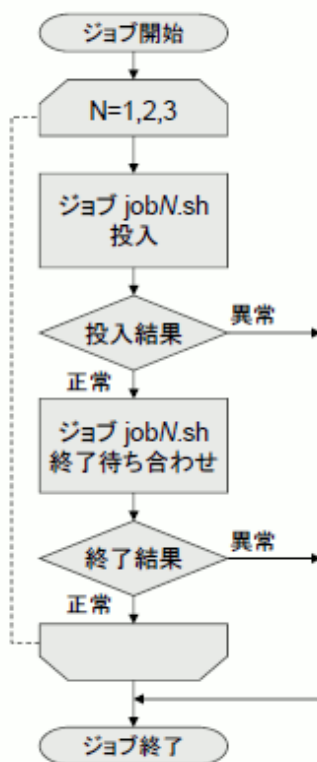 ジョブ開始
N=1,2,3
ジョブ jobN.sh
投入
投入結果
異常
正常
ジョブ jobN.sh
終了待ち合わせ
終了結果
異常
正常
ジョブ終了